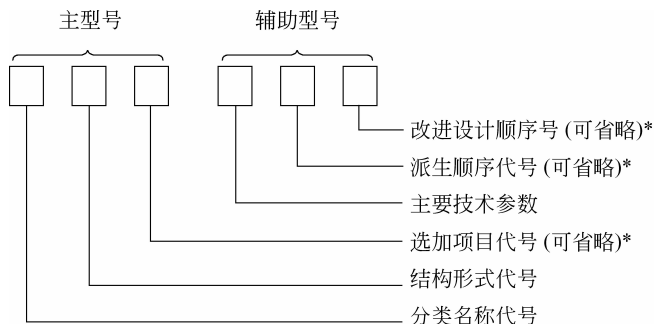 主型号
辅助型号
改进设计顺序号 (可省略)*
派生顺序代号 (可省略)*
主要技术参数
选加项目代号 (可省略)*
结构形式代号
分类名称代号